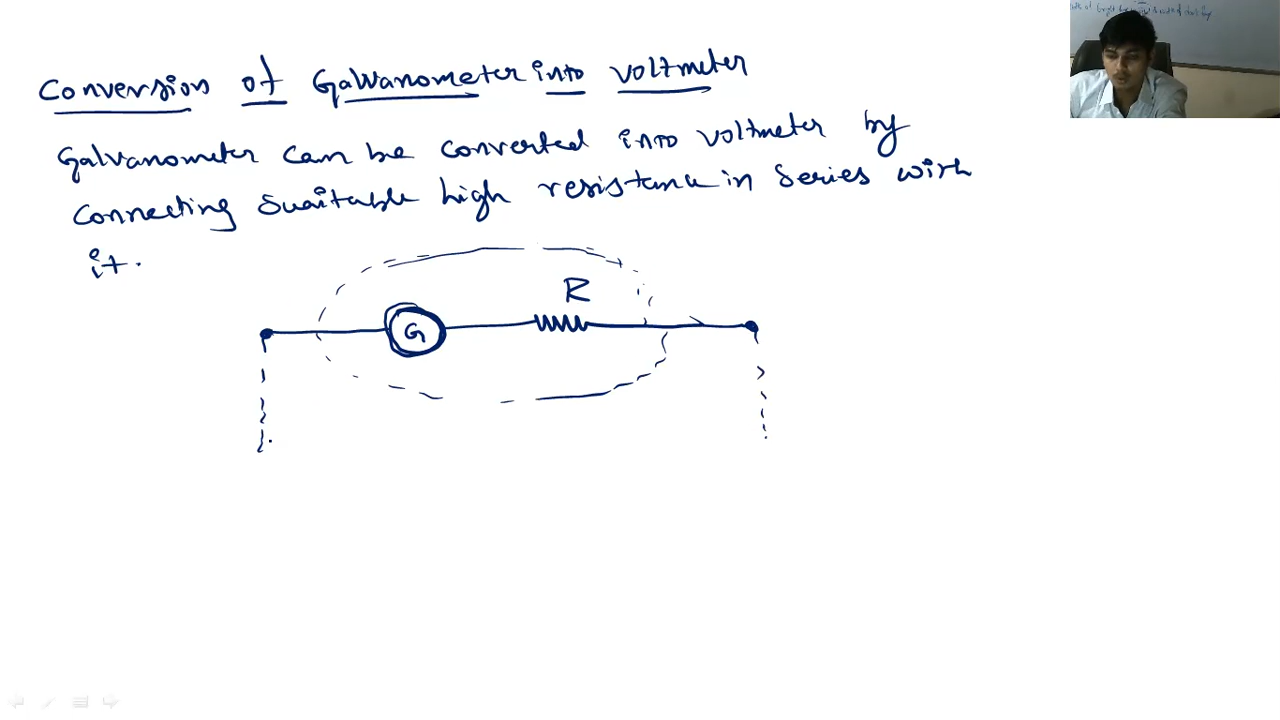 Conversion of Galvanometer into voltmeter
Galvanometer can be converted into voltmeter by
connecting suaitable high resistance in series with
it.
R
G